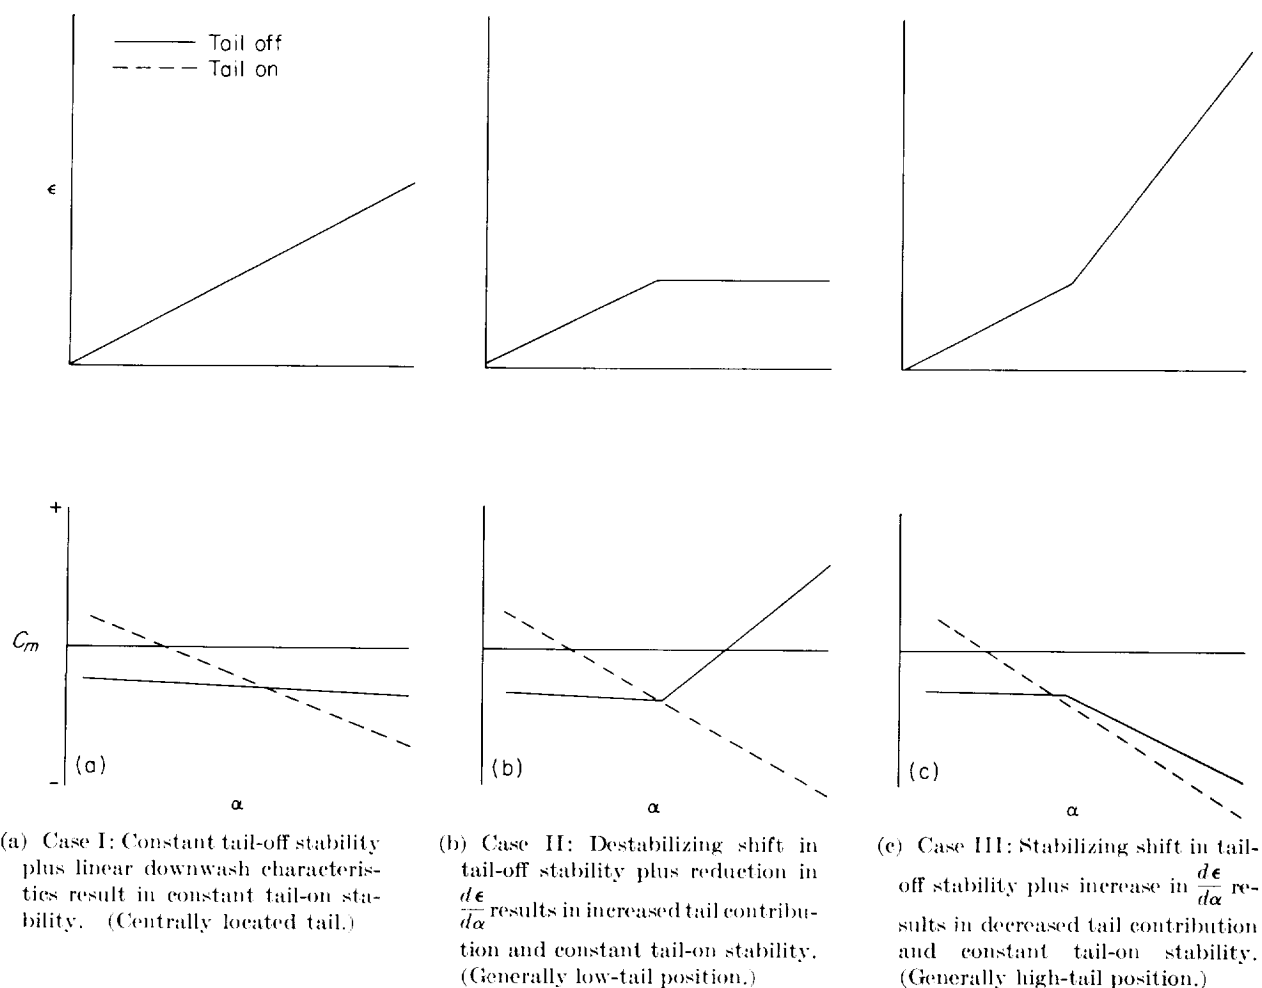 Tail off
Tail on
ϵ
+
Cm
−
(a)
α
(b)
α
(c)
α
(a) Case I: Constant tail-off stability
plus linear downwash characteris-
tics result in constant tail-on sta-
bility. (Centrally located tail.)
(b) Case II: Destabilizing shift in
tail-off stability plus reduction in
dϵ/dα results in increased tail contribu-
tion and constant tail-on stability.
(Generally low-tail position.)
(c) Case III: Stabilizing shift in tail-
off stability plus increase in dϵ/dα re-
sults in decreased tail contribution
and constant tail-on stability.
(Generally high-tail position.)